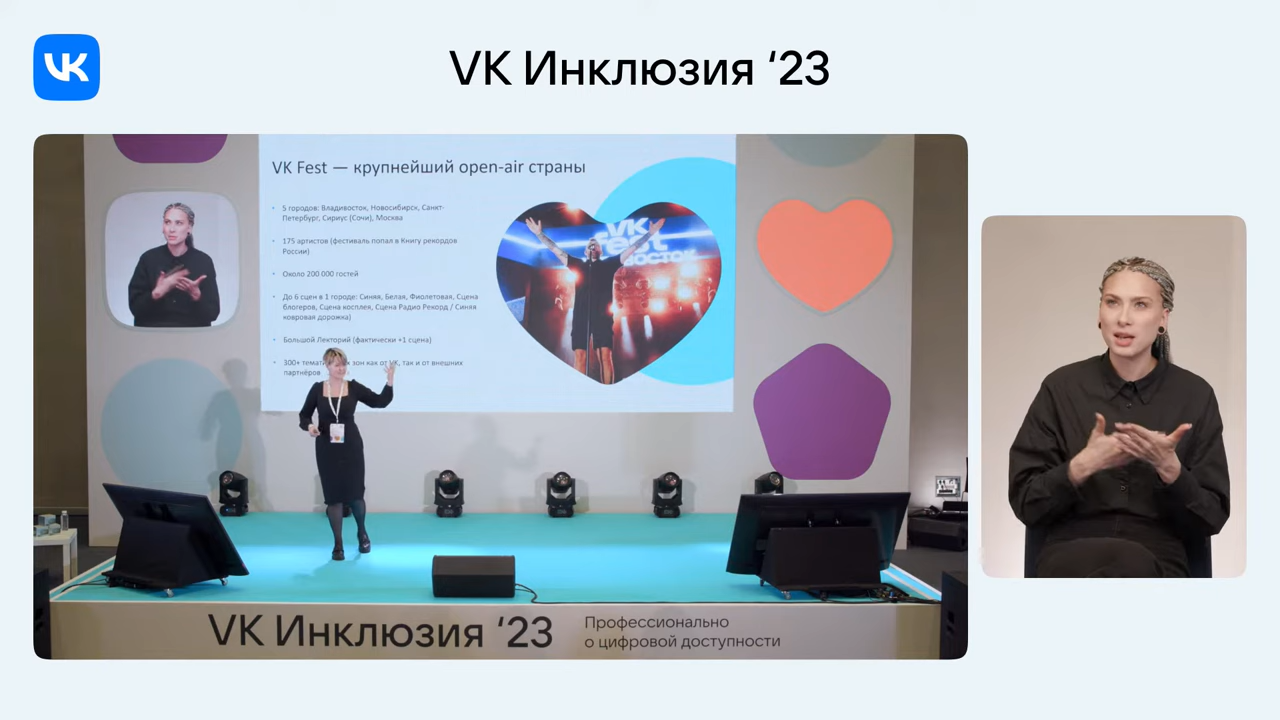 VK
VK Инклюзия ‘23
VK Fest — крупнейший open-air страны
5 городов: Владивосток, Новосибирск, Санкт-
Петербург, Сириус (Сочи), Москва
175 артистов (фестиваль попал в Книгу рекордов
России)
Около 200 000 гостей
До 6 сцен в 1 городе: Синяя, Белая, Фиолетовая, Сцена
блогеров, Сцена косплея, Сцена Радио Рекорд / Синяя
ковровая дорожка)
Большой Лекторий (фактически +1 сцена)
300+ зон как от VK, так и от внешних
партнёров
VK
fest
ВОСТОК
VK Инклюзия ‘23
Профессионально
о цифровой доступности